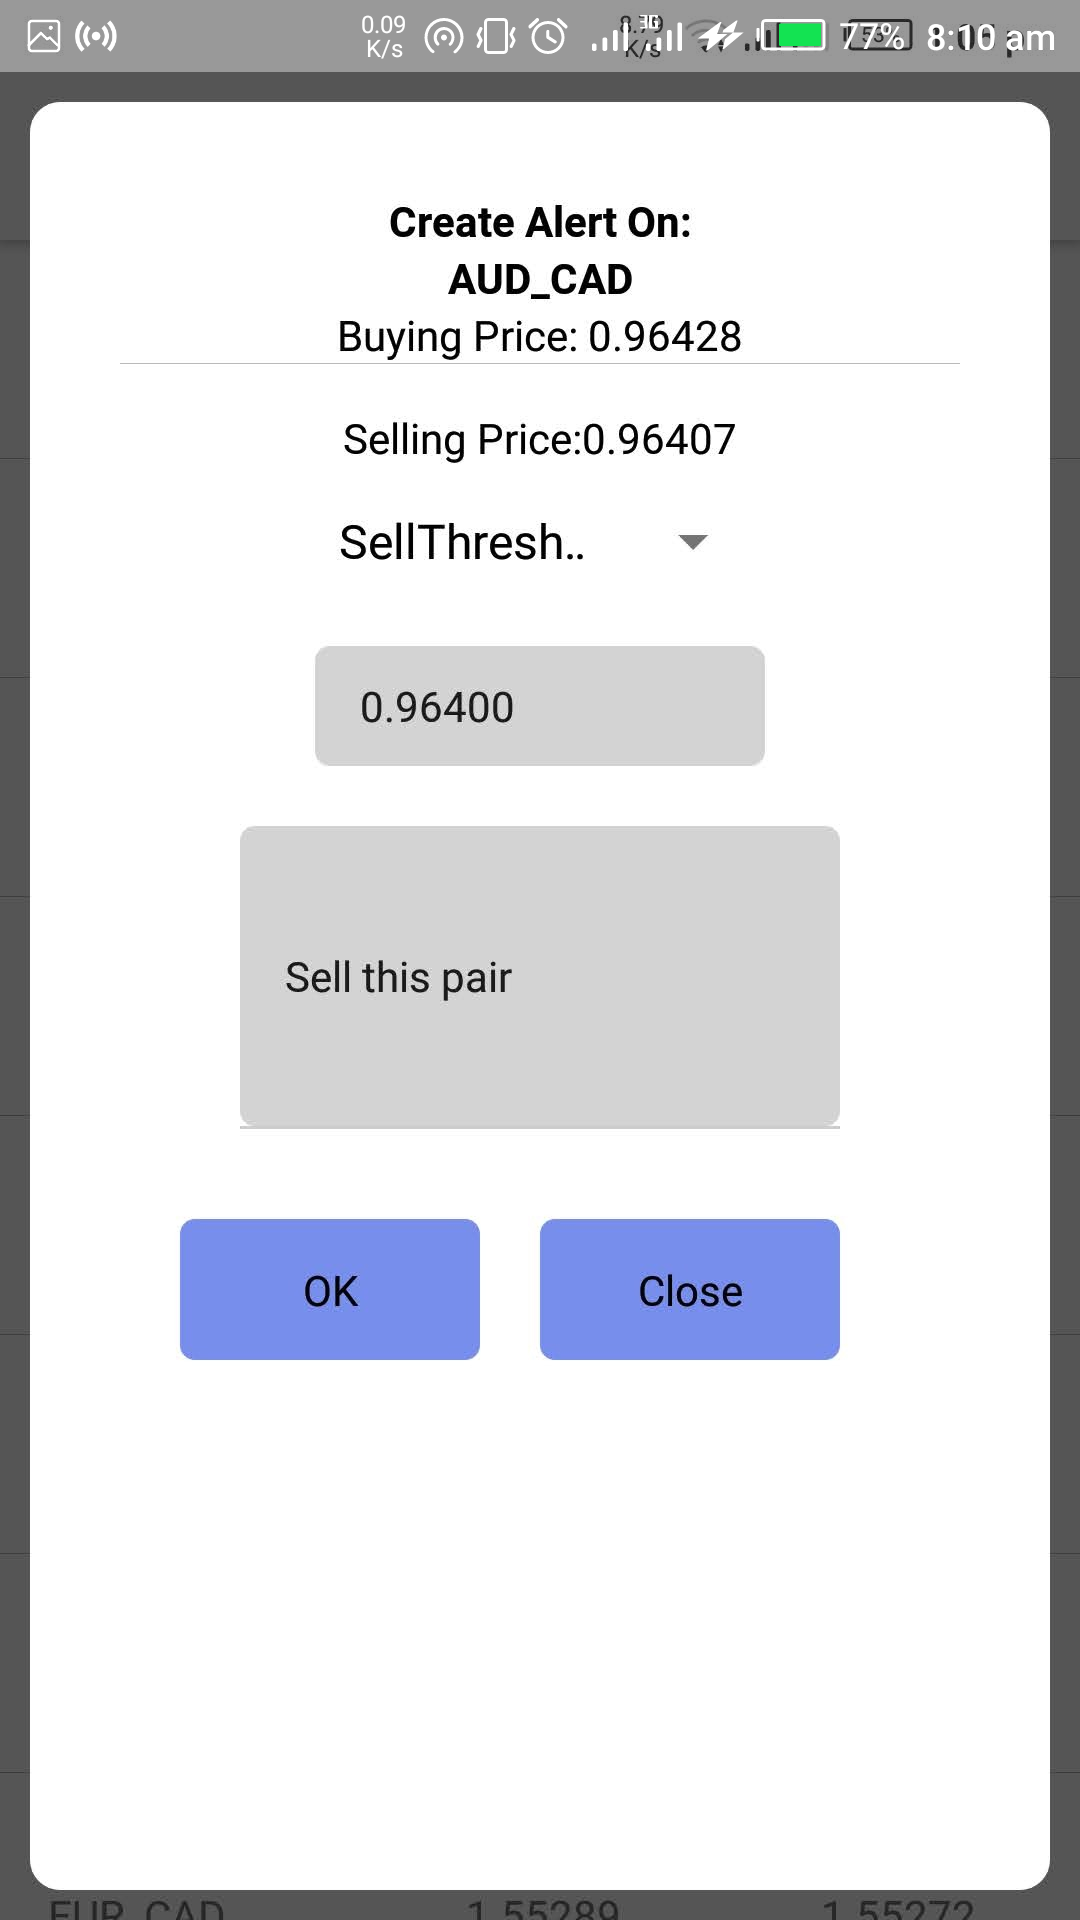 0.09
K/s
3G
77%
8:10 am
Create Alert On:
AUD_CAD
Buying Price: 0.96428
Selling Price:0.96407
SellThresh..
0.96400
Sell this pair
OK
Close
EUR_CAD 1.55289 1.55272